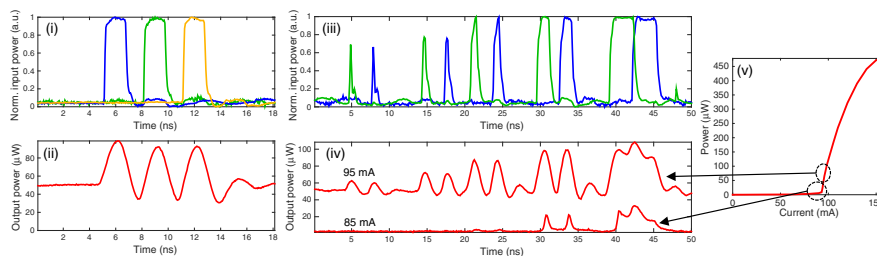 (i)
Norm. input power (a.u.)
1
0.8
0.6
0.4
0.2
0
0 2 4 6 8 10 12 14 16 18
Time (ns)
(ii)
Output power (μW)
100
80
60
40
20
0
0 2 4 6 8 10 12 14 16 18
Time (ns)
(iii)
Norm. input power (a.u.)
1
0.8
0.6
0.4
0.2
0
5 10 15 20 25 30 35 40 45 50
Time (ns)
(iv)
Output power (μW)
100
80
60
40
20
95 mA
85 mA
5 10 15 20 25 30 35 40 45 50
Time (ns)
(v)
Power (μW)
450
400
350
300
250
200
150
100
50
0
0 50 100 150
Current (mA)